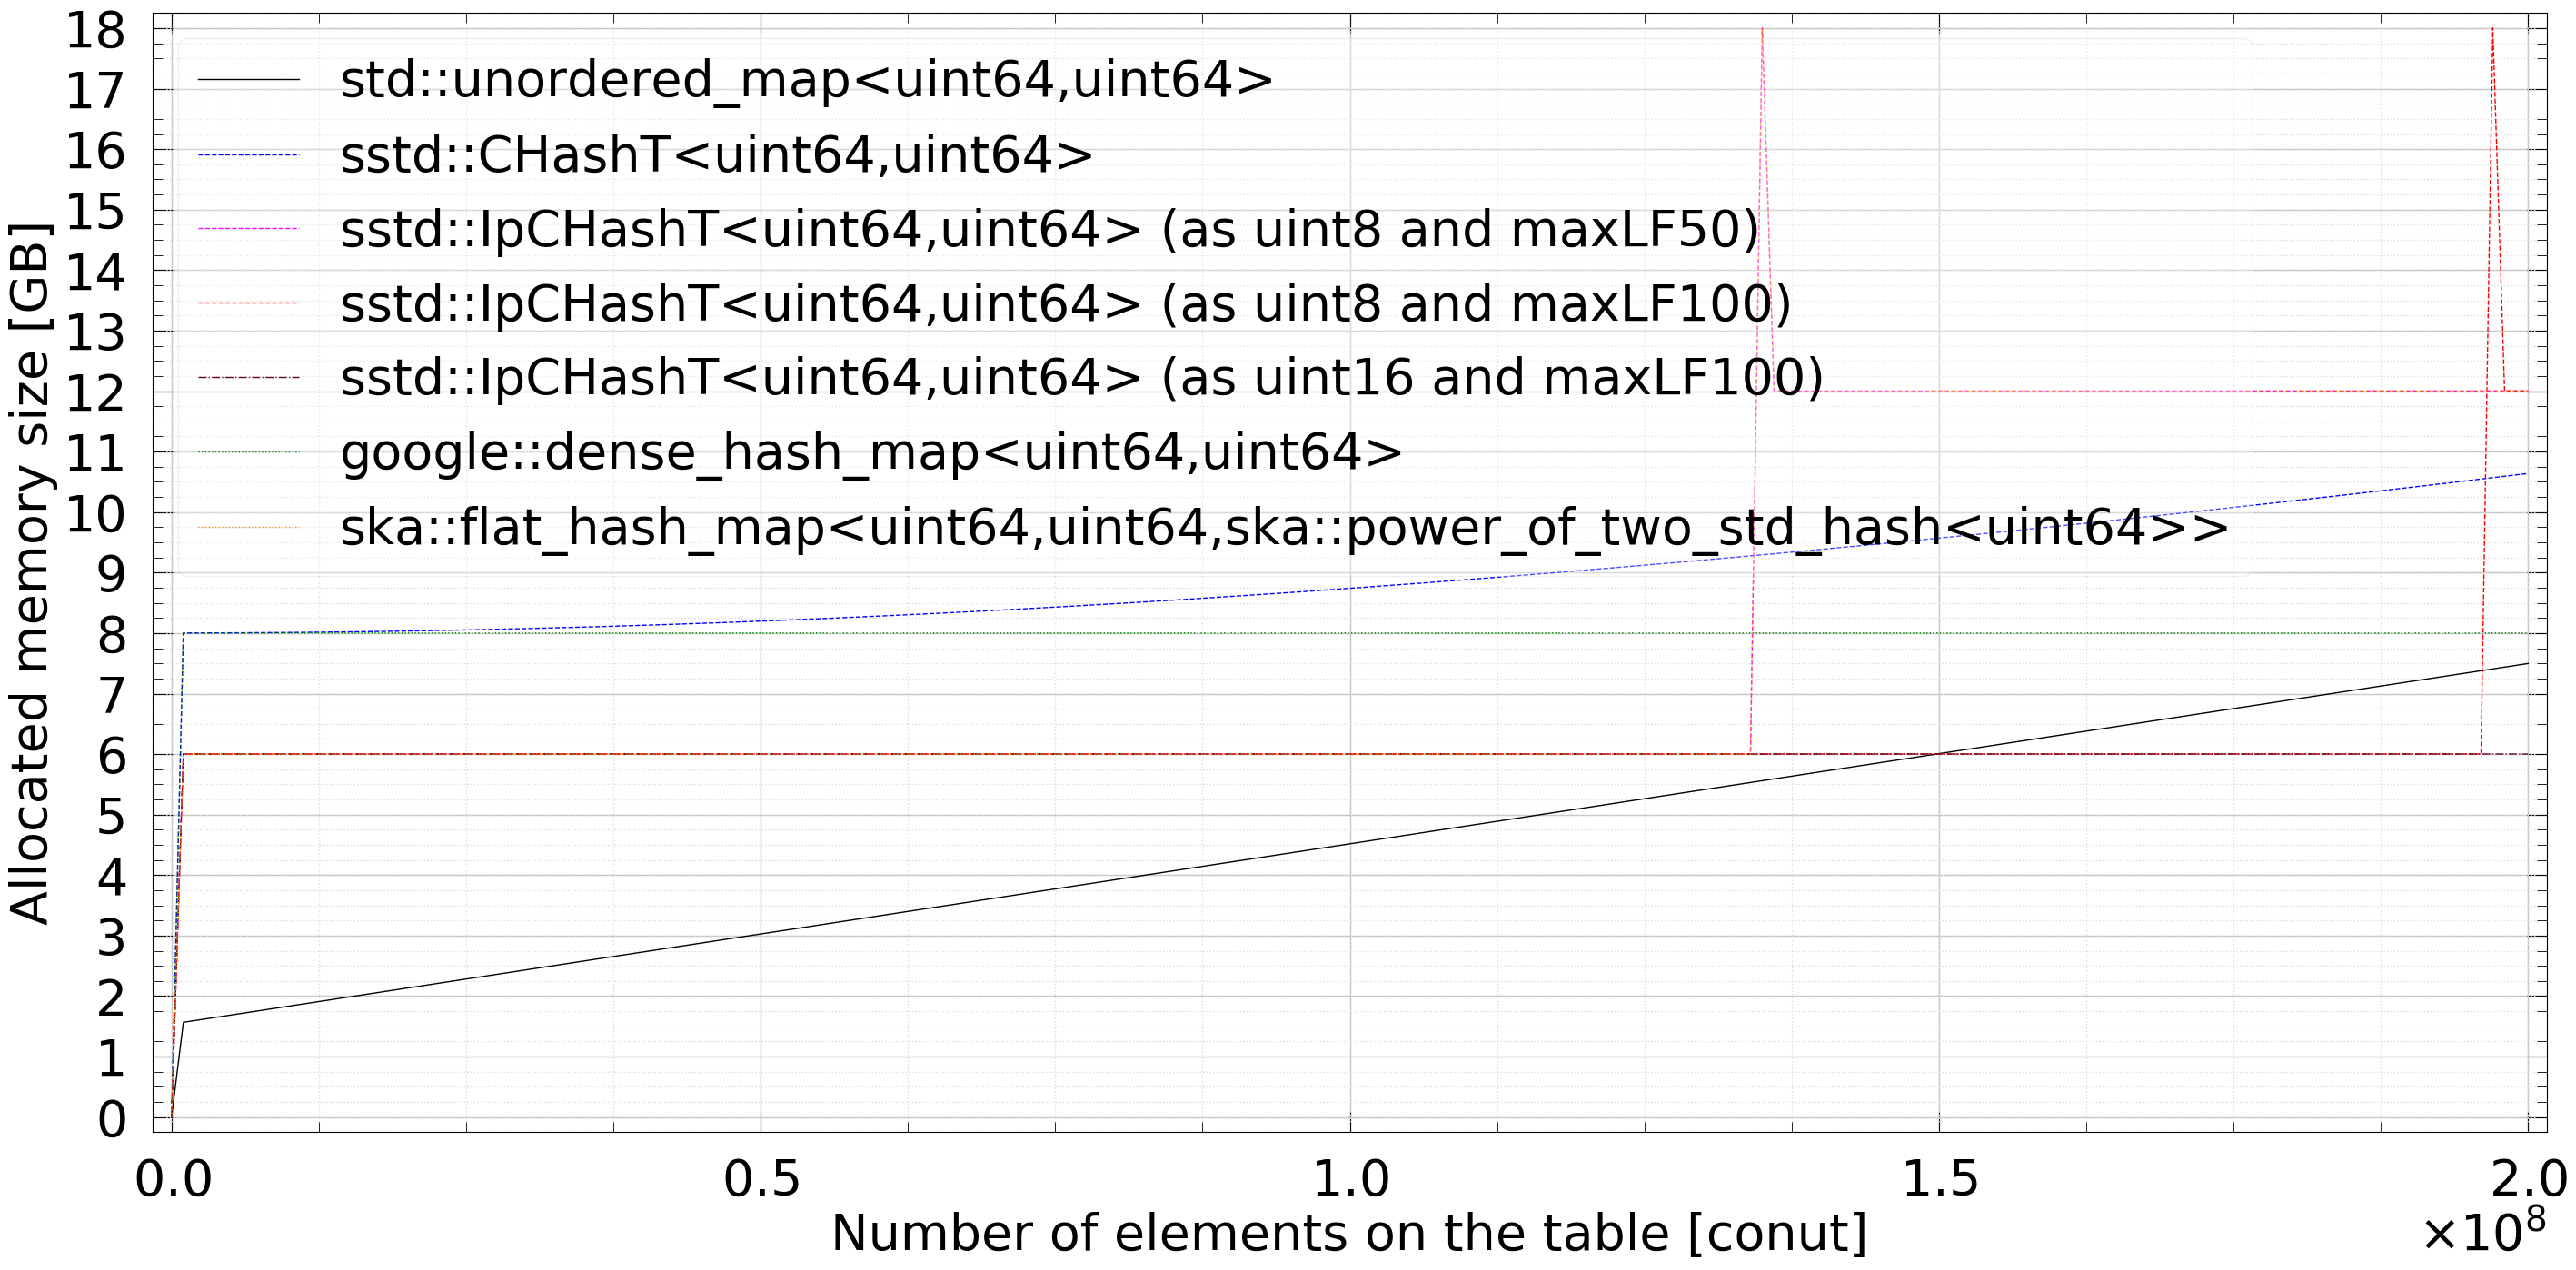 Allocated memory size [GB]
18
17
16
15
14
13
12
11
10
9
8
7
6
5
4
3
2
1
0
std::unordered_map<uint64,uint64>
sstd::CHashT<uint64,uint64>
sstd::IpCHashT<uint64,uint64> (as uint8 and maxLF50)
sstd::IpCHashT<uint64,uint64> (as uint8 and maxLF100)
sstd::IpCHashT<uint64,uint64> (as uint16 and maxLF100)
google::dense_hash_map<uint64,uint64>
ska::flat_hash_map<uint64,uint64,ska::power_of_two_std_hash<uint64>>
0.0 0.5 1.0 1.5 2.0
Number of elements on the table [conut]
×10⁸